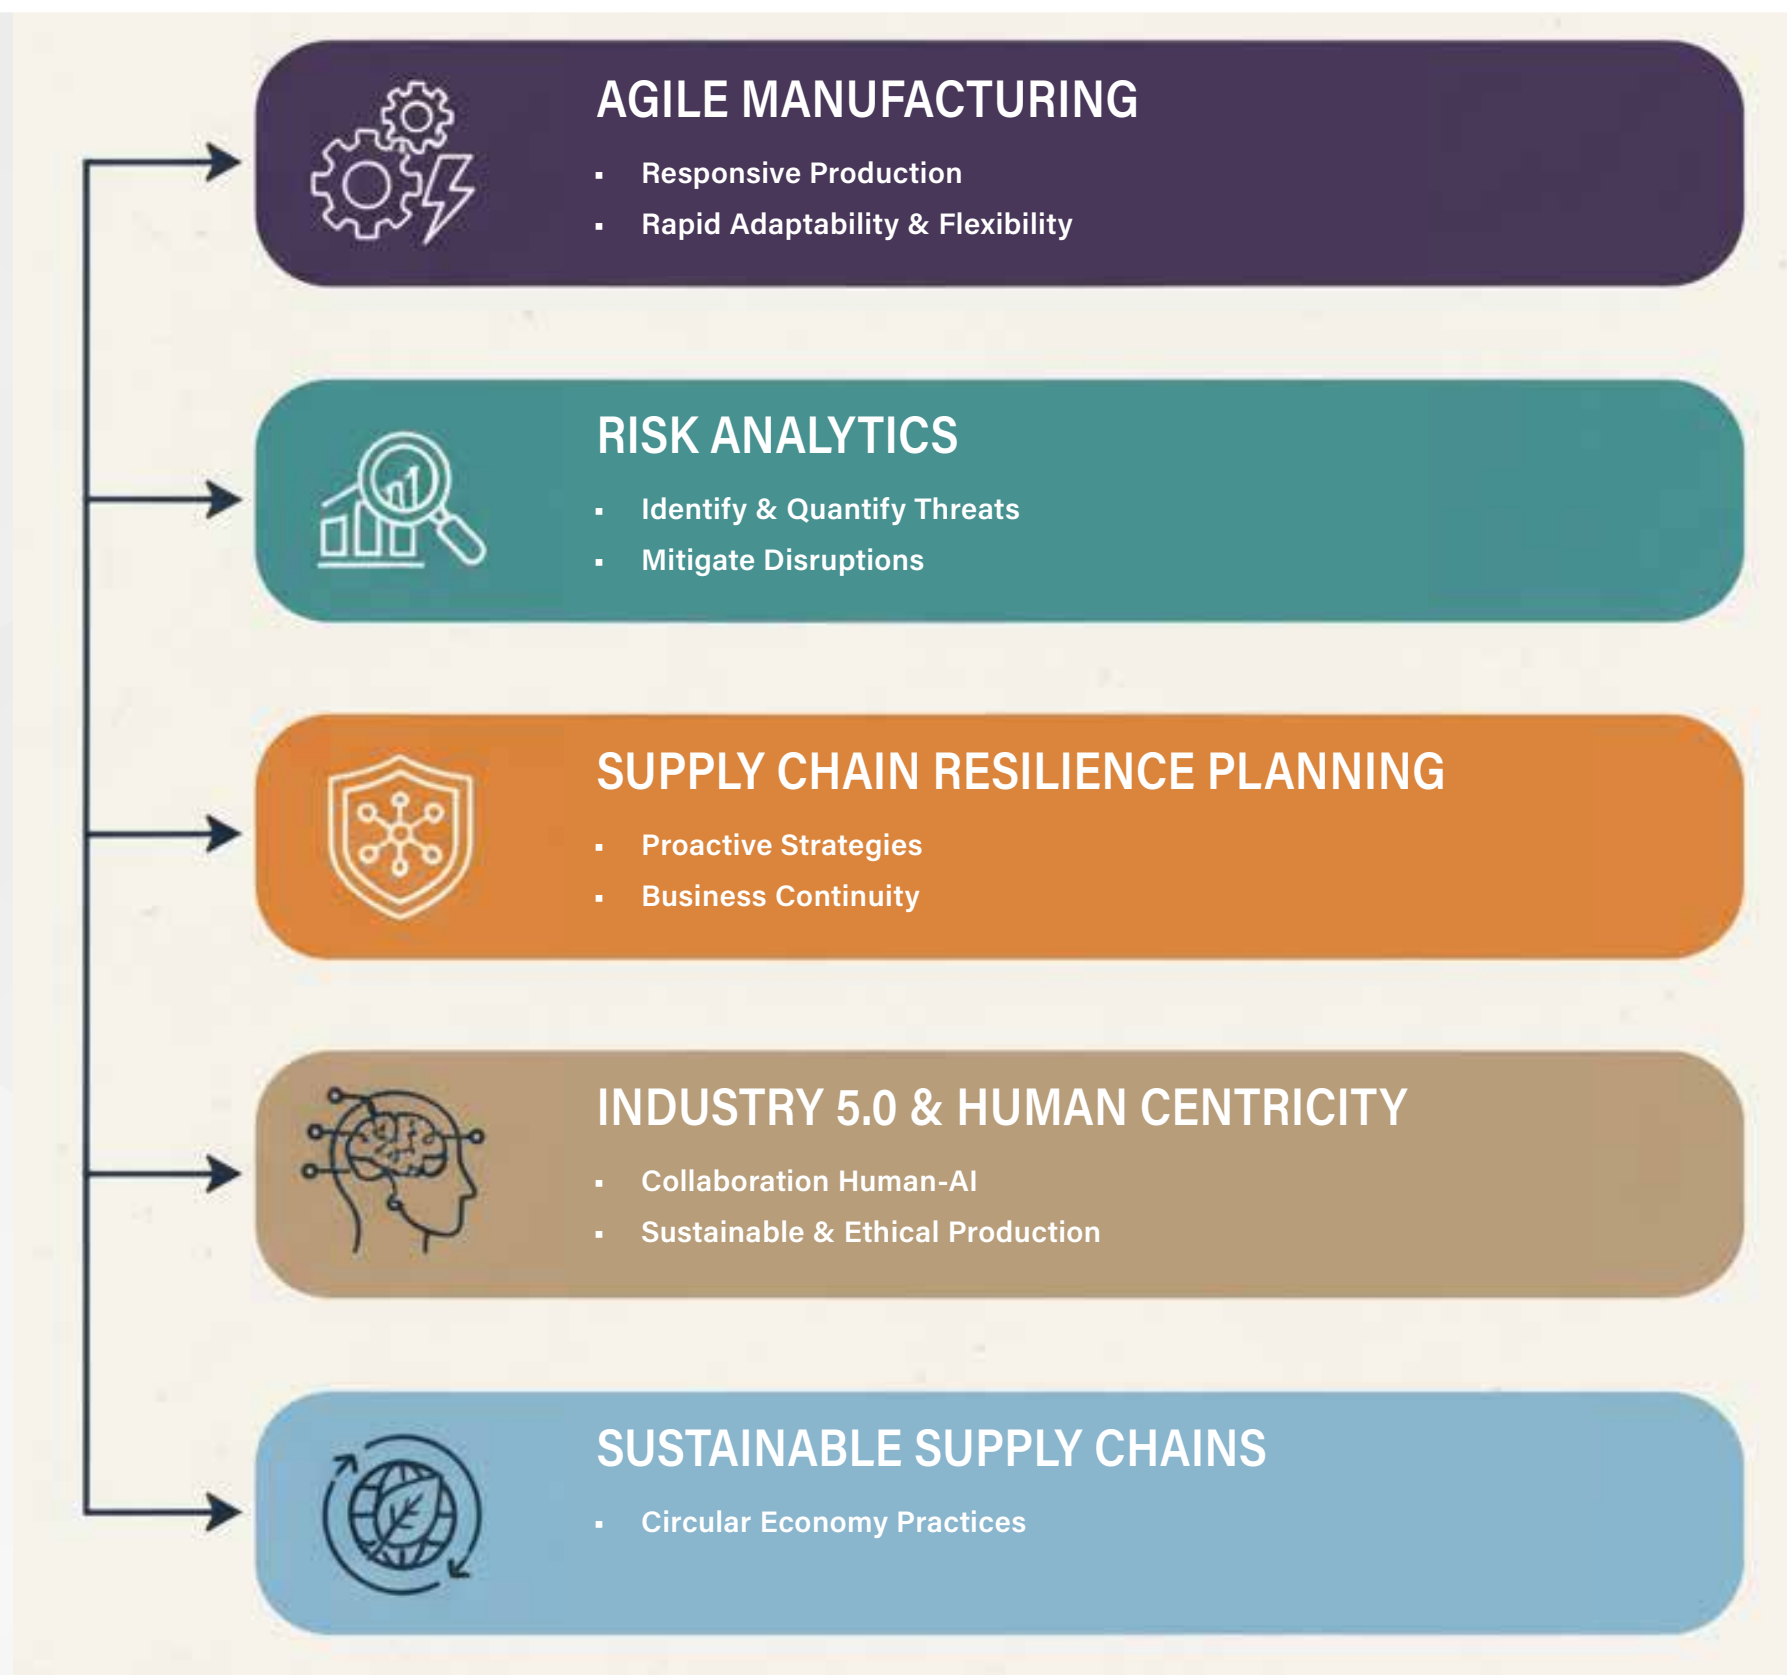 AGILE MANUFACTURING
▪ Responsive Production
▪ Rapid Adaptability & Flexibility
RISK ANALYTICS
▪ Identify & Quantify Threats
▪ Mitigate Disruptions
SUPPLY CHAIN RESILIENCE PLANNING
▪ Proactive Strategies
▪ Business Continuity
INDUSTRY 5.0 & HUMAN CENTRICITY
▪ Collaboration Human-AI
▪ Sustainable & Ethical Production
SUSTAINABLE SUPPLY CHAINS
▪ Circular Economy Practices